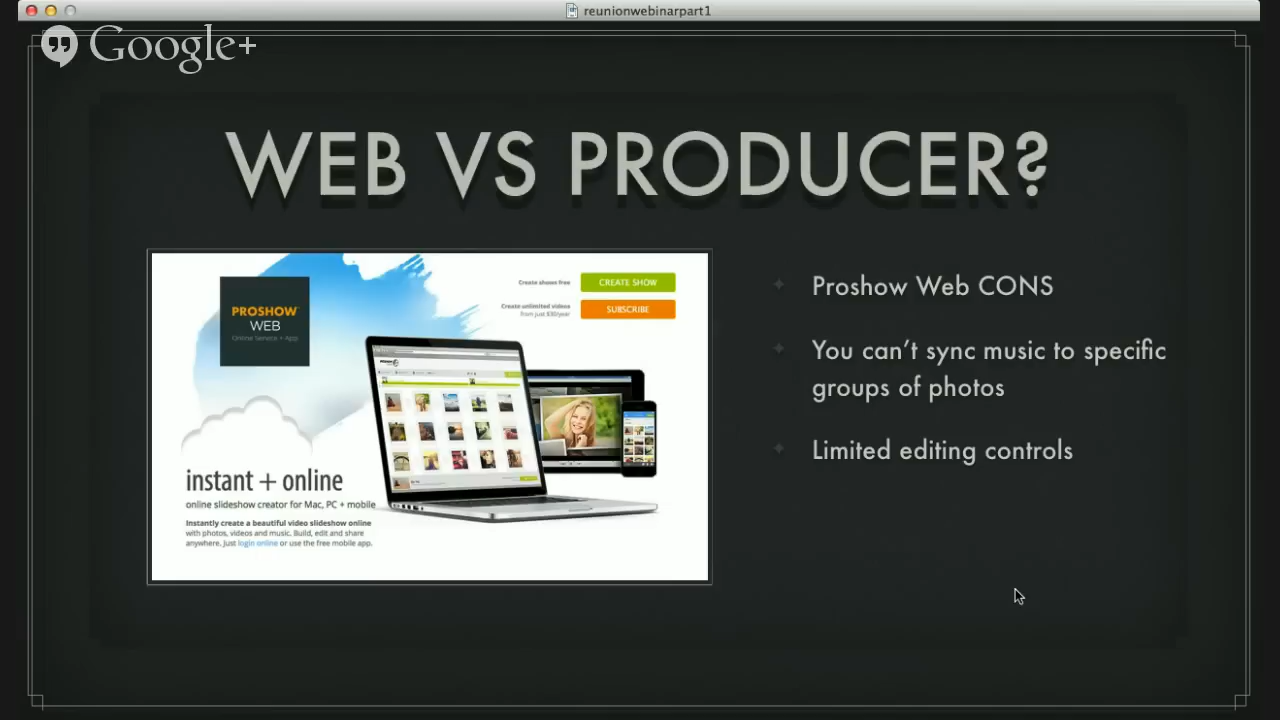 reunionwebinarpart1
Google+
WEB VS PRODUCER?
PROSHOW
WEB
Online Service + App
Create shows free
CREATE SHOW
Create unlimited videos
from just $30/year
SUBSCRIBE
instant + online
online slideshow creator for Mac, PC + mobile
Instantly create a beautiful video slideshow online
with photos, videos and music. Build, edit and share
anywhere. Just login online or use the free mobile app.
Proshow Web CONS
You can’t sync music to specific
groups of photos
Limited editing controls